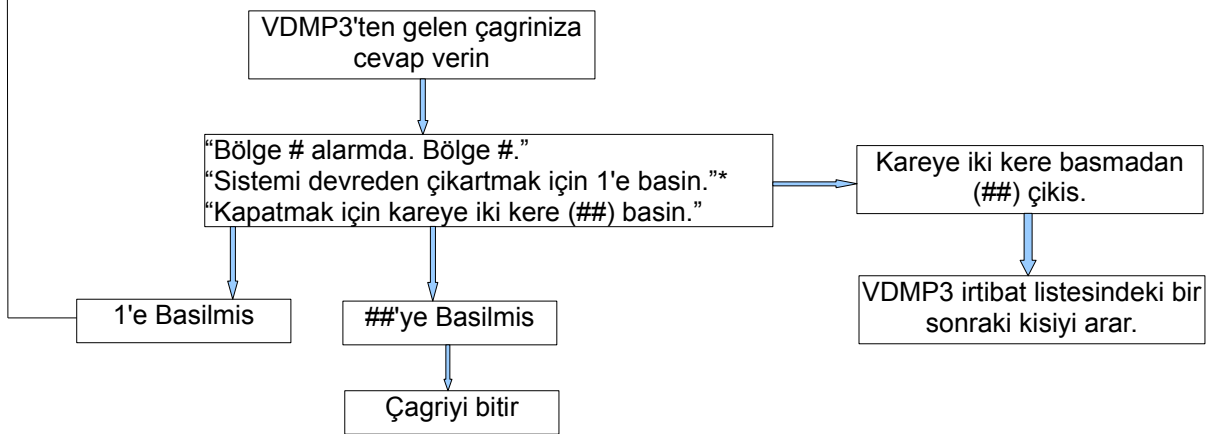 VDMP3'ten gelen çagriniza
cevap verin
“Bölge # alarmda. Bölge #.”
“Sistemi devreden çikartmak için 1'e basin.”*
“Kapatmak için kareye iki kere (##) basin.”
Kareye iki kere basmadan
(##) çikis.
1'e Basilmis
##'ye Basilmis
VDMP3 irtibat listesindeki bir
sonraki kisiyi arar.
Çagriyi bitir